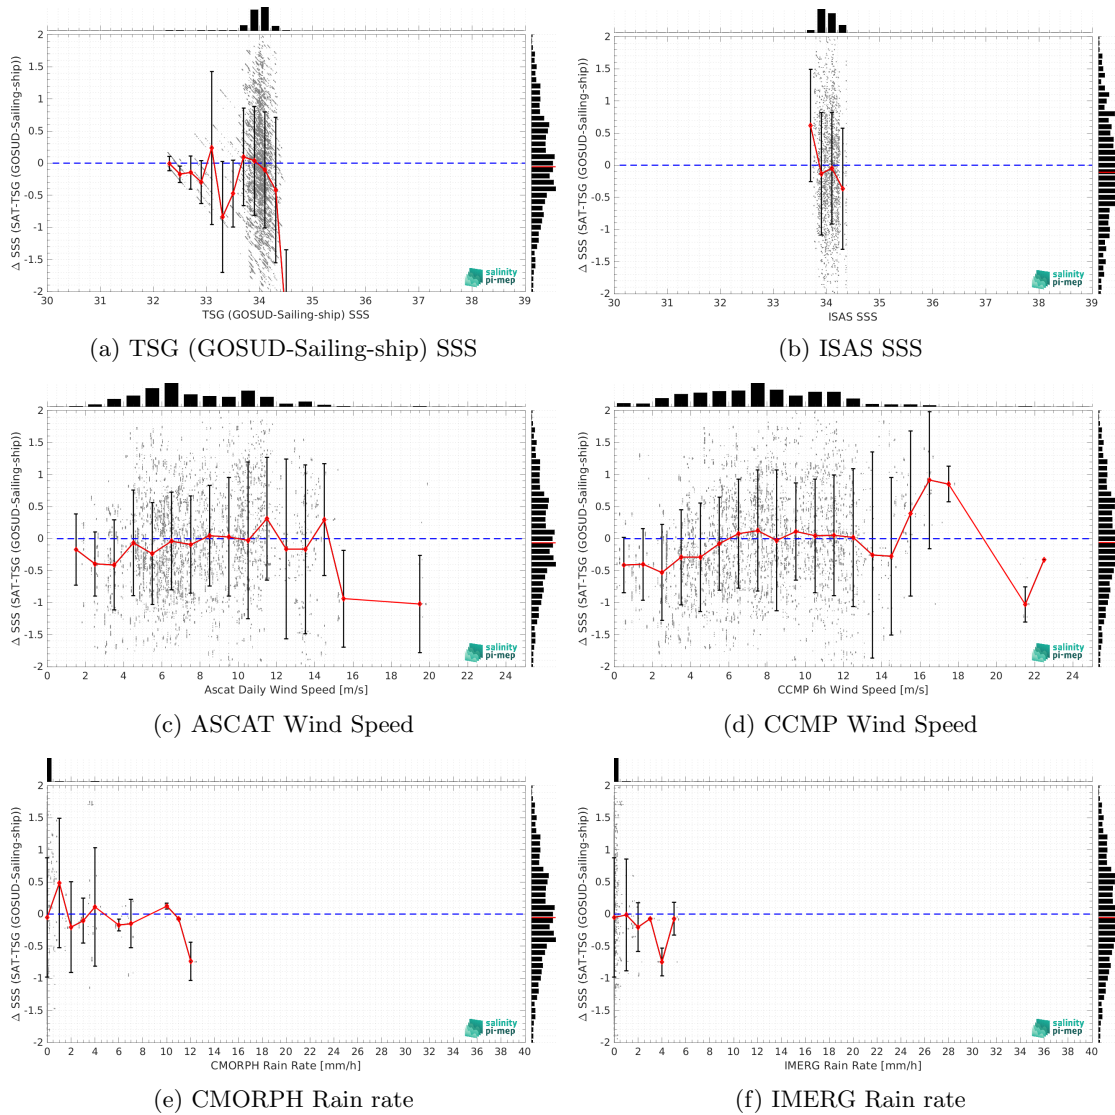 2
1.5
1
0.5
0
-0.5
-1
-1.5
-2
Δ SSS (SAT-TSG (GOSUD-Sailing-ship))
30 31 32 33 34 35 36 37 38 39
TSG (GOSUD-Sailing-ship) SSS
salinity
pi-mep
(a) TSG (GOSUD-Sailing-ship) SSS
2
1.5
1
0.5
0
-0.5
-1
-1.5
-2
Δ SSS (SAT-TSG (GOSUD-Sailing-ship))
30 31 32 33 34 35 36 37 38 39
ISAS SSS
salinity
pi-mep
(b) ISAS SSS
2
1.5
1
0.5
0
-0.5
-1
-1.5
-2
Δ SSS (SAT-TSG (GOSUD-Sailing-ship))
0 2 4 6 8 10 12 14 16 18 20 22 24
Ascat Daily Wind Speed [m/s]
salinity
pi-mep
(c) ASCAT Wind Speed
2
1.5
1
0.5
0
-0.5
-1
-1.5
-2
Δ SSS (SAT-TSG (GOSUD-Sailing-ship))
0 2 4 6 8 10 12 14 16 18 20 22 24
CCMP 6h Wind Speed [m/s]
salinity
pi-mep
(d) CCMP Wind Speed
2
1.5
1
0.5
0
-0.5
-1
-1.5
-2
Δ SSS (SAT-TSG (GOSUD-Sailing-ship))
0 2 4 6 8 10 12 14 16 18 20 22 24 26 28 30 32 34 36 38 40
CMORPH Rain Rate [mm/h]
salinity
pi-mep
(e) CMORPH Rain rate
2
1.5
1
0.5
0
-0.5
-1
-1.5
-2
Δ SSS (SAT-TSG (GOSUD-Sailing-ship))
0 2 4 6 8 10 12 14 16 18 20 22 24 26 28 30 32 34 36 38 40
IMERG Rain Rate [mm/h]
salinity
pi-mep
(f) IMERG Rain rate